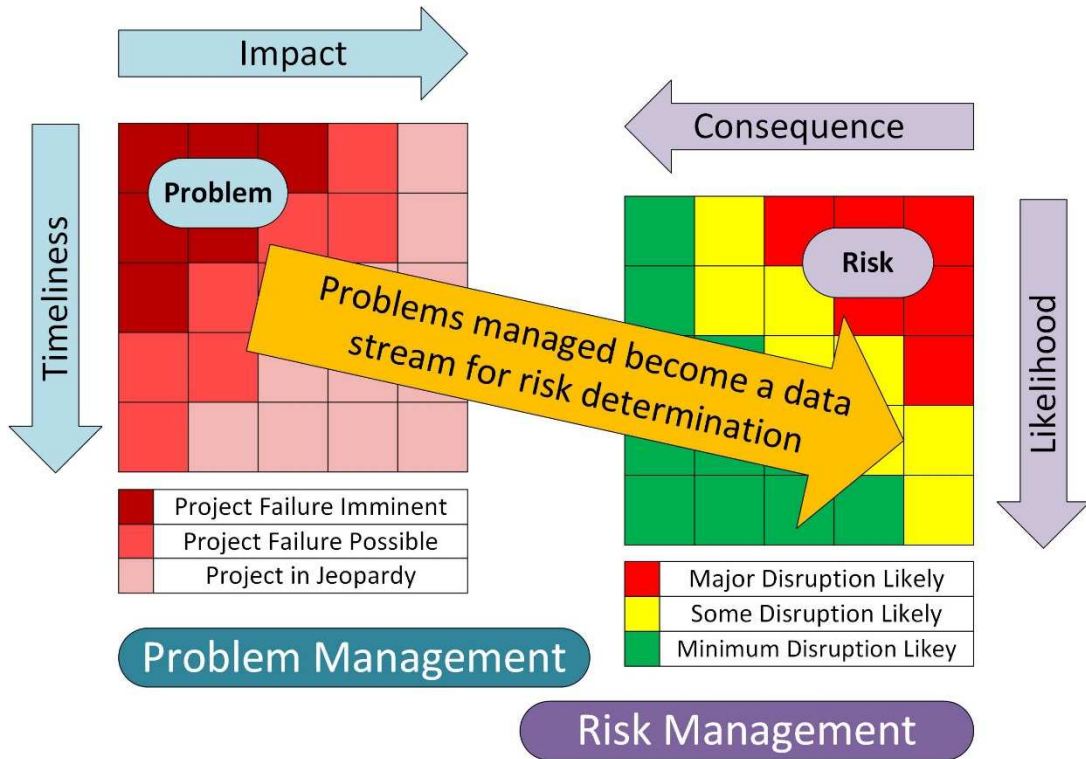 Impact
Timeliness
Problem
Project Failure Imminent
Project Failure Possible
Project in Jeopardy
Problem Management
Problems managed become a data
stream for risk determination
Consequence
Likelihood
Risk
Major Disruption Likely
Some Disruption Likely
Minimum Disruption Likey
Risk Management